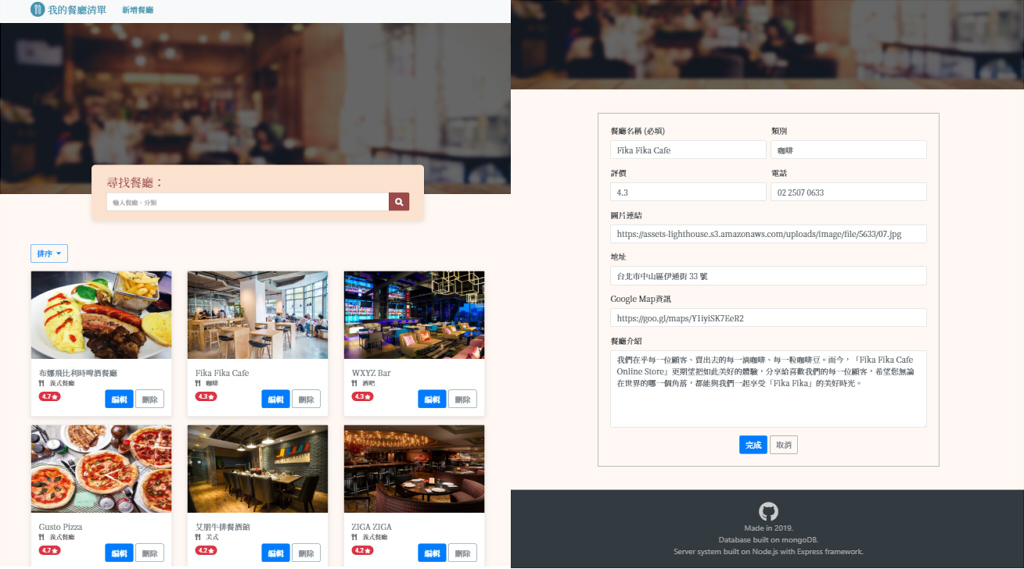 我的餐廳清單 新增餐廳
尋找餐廳：
輸入餐廳、分類
排序
布娜飛比利時啤酒餐廳
義式餐廳
4.7
編輯 刪除
Fika Fika Cafe
咖啡
4.3
編輯 刪除
WXYZ Bar
酒吧
4.3
編輯 刪除
Gusto Pizza
義式餐廳
4.7
編輯 刪除
艾朋牛排餐酒館
美式
4.2
編輯 刪除
ZIGA ZIGA
義式餐廳
4.2
編輯 刪除
餐廳名稱 (必填) 類別
Fika Fika Cafe 咖啡
評價 電話
4.3 02 2507 0633
圖片連結
https://assets-lighthouse.s3.amazonaws.com/uploads/image/file/5633/07.jpg
地址
台北市中山區伊通街 33 號
Google Map資訊
https://goo.gl/maps/Y1iyiSK7EeR2
餐廳介紹
我們在乎每一位顧客、賣出去的每一滴咖啡、每一粒咖啡豆。而今，「Fika Fika Cafe
Online Store」更期望把如此美好的體驗，分享給喜歡我們的每一位顧客，希望您無論
在世界的哪一個角落，都能與我們一起享受「Fika Fika」的美好時光。
完成 取消
Made in 2019.
Database built on mongoDB.
Server system built on Node.js with Express framework.